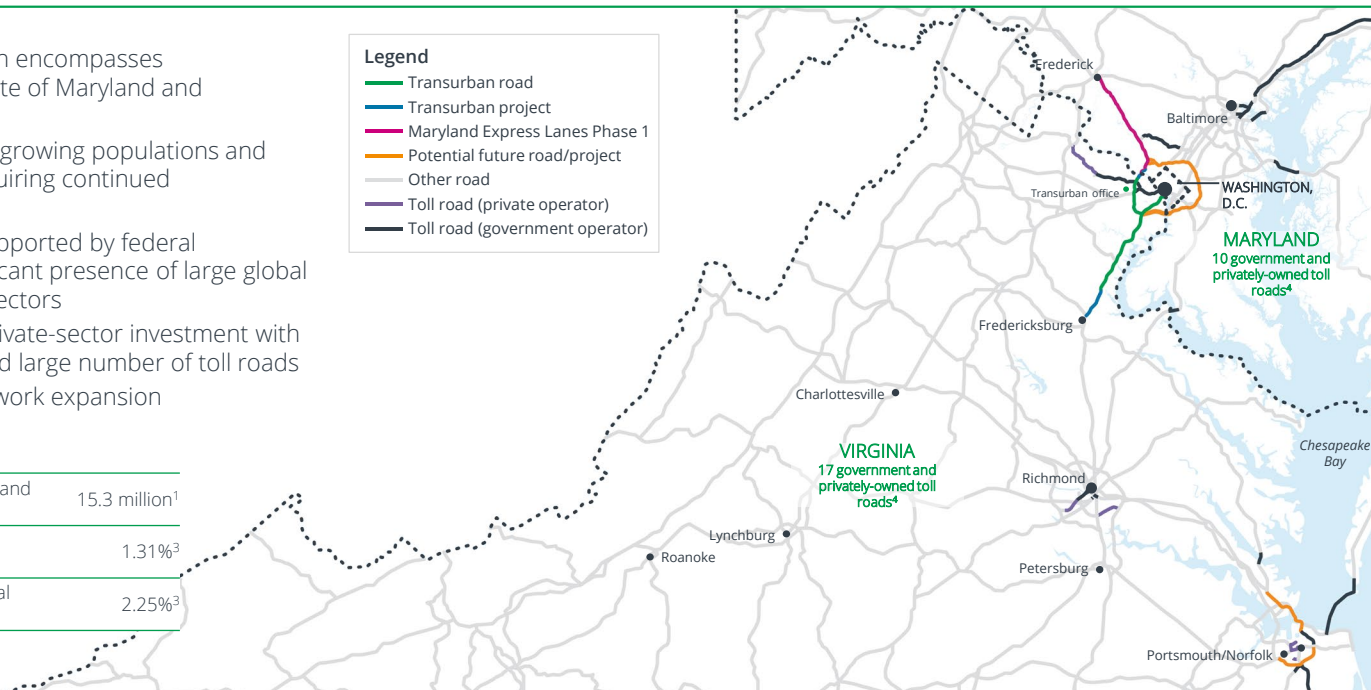 n encompasses
te of Maryland and
growing populations and
uiring continued
pported by federal
cant presence of large global
ectors
ivate-sector investment with
d large number of toll roads
work expansion
and
15.3 million¹
1.31%³
al
2.25%³
Legend
Transurban road
Transurban project
Maryland Express Lanes Phase 1
Potential future road/project
Other road
Toll road (private operator)
Toll road (government operator)
Frederick
Baltimore
Transurban office
WASHINGTON,
D.C.
MARYLAND
10 government and
privately-owned toll
roads⁴
Fredericksburg
Charlottesville
Chesapeake
Bay
VIRGINIA
17 government and
privately-owned toll
roads⁴
Richmond
Lynchburg
Roanoke
Petersburg
Portsmouth/Norfolk